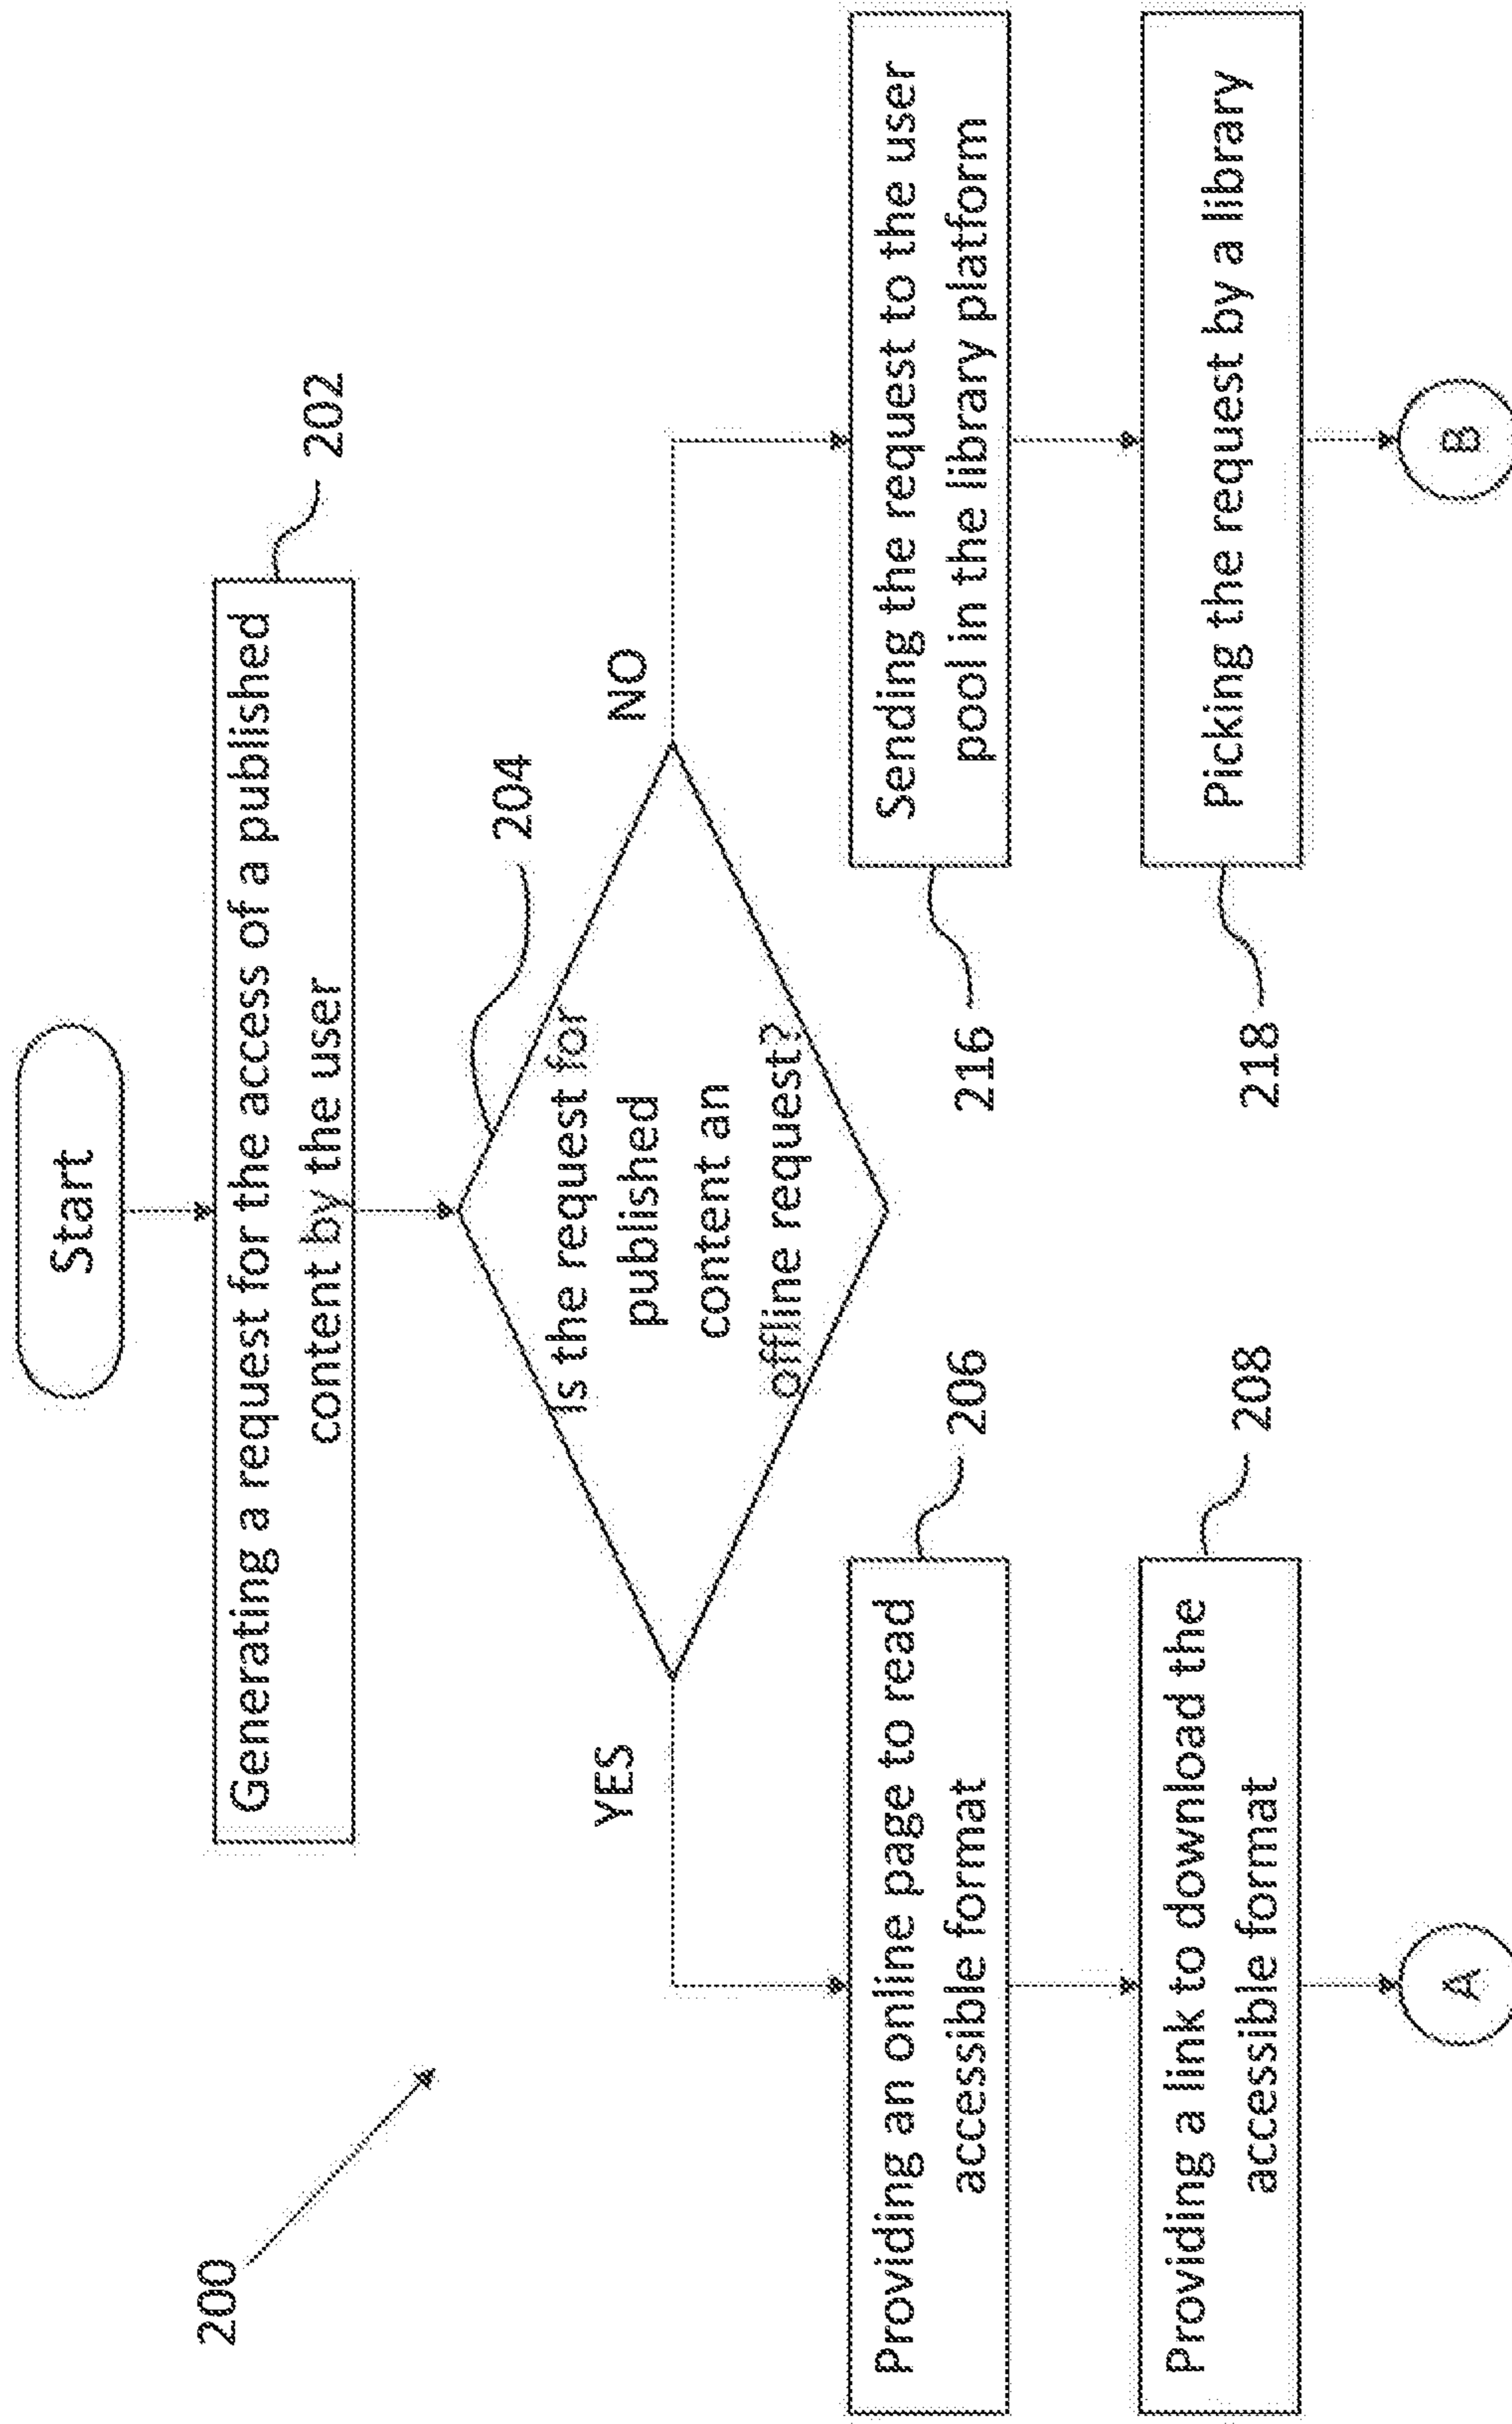 200
Start
202
Generating a request for the access of a published
content by the user
204
Is the request for
published
content an
offline request?
YES
NO
206
Providing an online page to read
accessible format
208
Providing a link to download the
accessible format
A
216
Sending the request to the user
pool in the library platform
218
Picking the request by a library
B